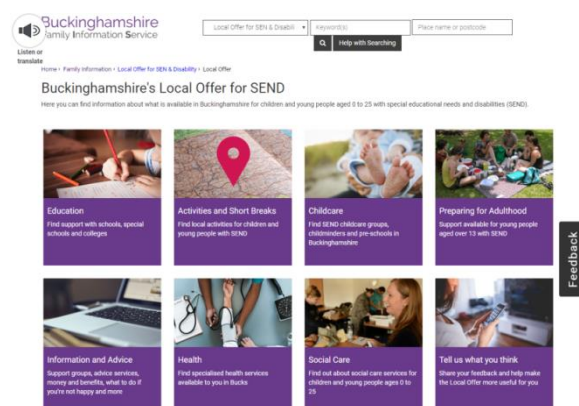 Buckinghamshire
Family Information Service
Listen or
translate
Local Offer for SEN & Disabili
Keyword(s)
Place name or postcode
Help with Searching
Home › Family Information › Local Offer for SEN & Disability › Local Offer
Buckinghamshire's Local Offer for SEND
Here you can find information about what is available in Buckinghamshire for children and young people aged 0 to 25 with special educational needs and disabilities (SEND).
Education
Find support with schools, special
schools and colleges
Activities and Short Breaks
Find local activities for children and
young people with SEND
Childcare
Find SEND childcare groups,
childminders and pre-schools in
Buckinghamshire
Preparing for Adulthood
Support available for young people
aged over 13 with SEND
Feedback
Information and Advice
Support groups, advice services,
money and benefits, what to do if
you're not happy and more
Health
Find specialised health services
available to you in Bucks
Social Care
Find out about social care services for
children and young people ages 0 to
25
Tell us what you think
Share your feedback and help make
the Local Offer more useful for you